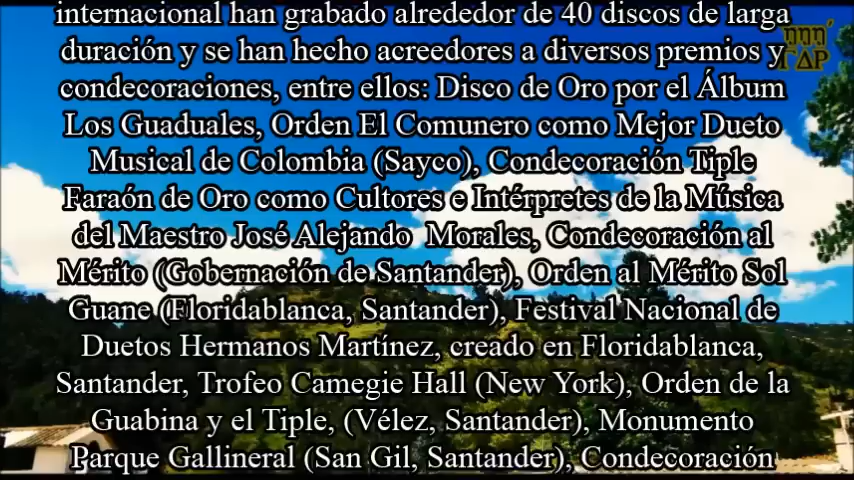 internacional han grabado alrededor de 40 discos de larga
duración y se han hecho acreedores a diversos premios y
condecoraciones, entre ellos: Disco de Oro por el Álbum
Los Guaduales, Orden El Comunero como Mejor Dueto
Musical de Colombia (Sayco), Condecoración Tiple
Faraón de Oro como Cultores e Intérpretes de la Música
del Maestro José Alejando  Morales, Condecoración al
Mérito (Gobernación de Santander), Orden al Mérito Sol
Guane (Floridablanca, Santander), Festival Nacional de
Duetos Hermanos Martínez, creado en Floridablanca,
Santander, Trofeo Camegie Hall (New York), Orden de la
Guabina y el Tiple, (Vélez, Santander), Monumento
Parque Gallineral (San Gil, Santander), Condecoración